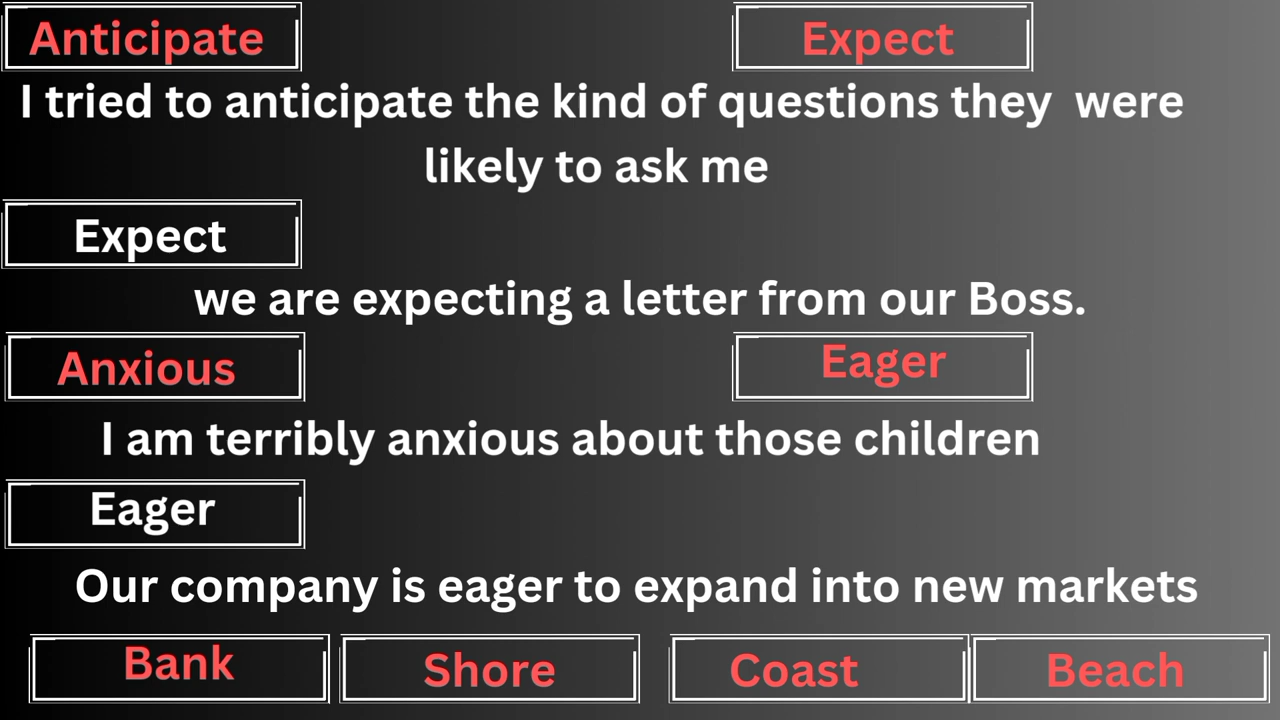 Anticipate
Expect
I tried to anticipate the kind of questions they were
likely to ask me
Expect
we are expecting a letter from our Boss.
Anxious
Eager
I am terribly anxious about those children
Eager
Our company is eager to expand into new markets
Bank
Shore
Coast
Beach